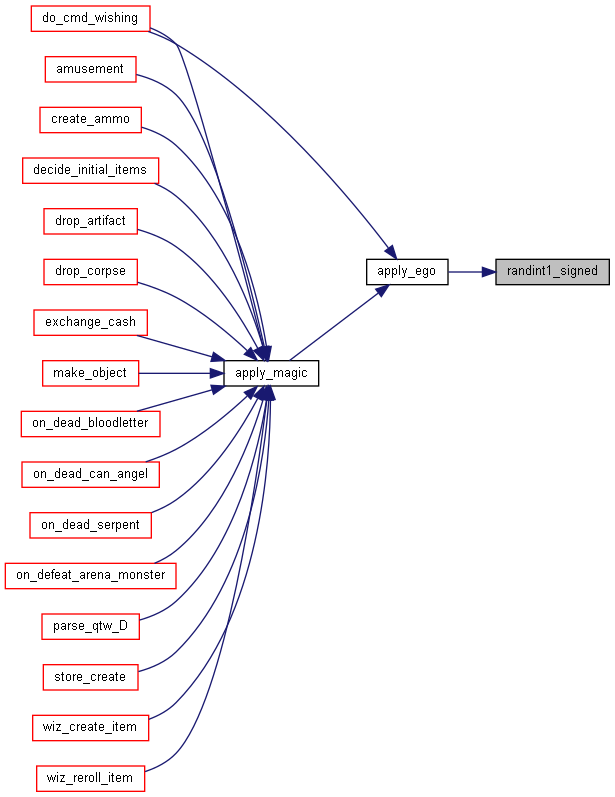 do_cmd_wishing
amusement
create_ammo
decide_initial_items
drop_artifact
drop_corpse
apply_ego
randint1_signed
exchange_cash
make_object
apply_magic
on_dead_bloodletter
on_dead_can_angel
on_dead_serpent
on_defeat_arena_monster
parse_qtw_D
store_create
wiz_create_item
wiz_reroll_item